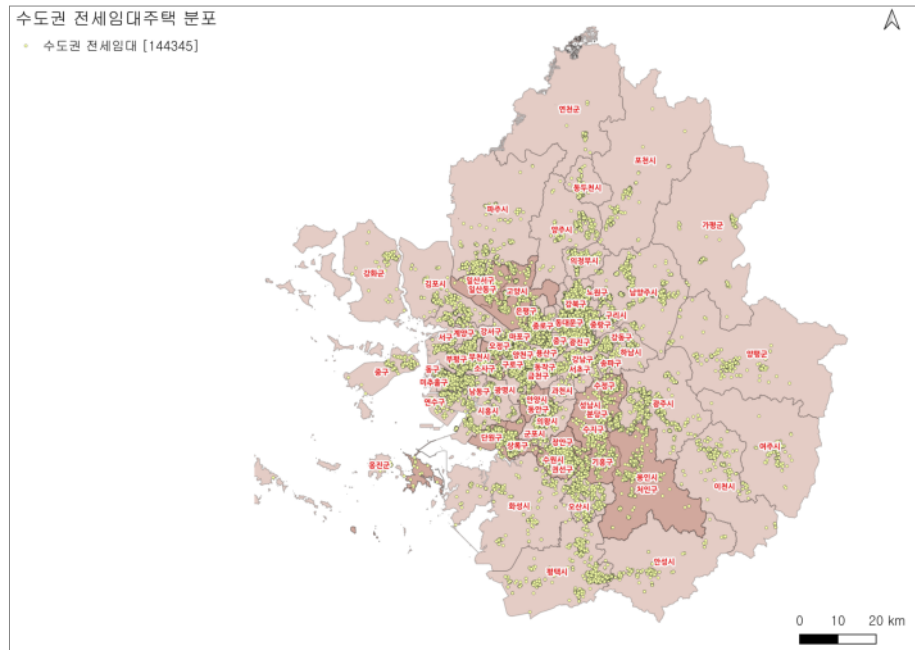 수도권 전세임대주택 분포
수도권 전세임대 [144345]
연천군
포천시
동두천시
파주시
가평군
양주시
의정부시
강화군
김포시
일산서구
일산동구
고양시
노원구
남양주시
강북구
은평구
구리시
종로구
동대문구
중랑구
서구
계양구
강서구
마포구
오정구
중구
광진구
강동구
하남시
양평군
부평구
부천시
양천구
용산구
강남구
송파구
중구
동구
소사구
구로구
동작구
서초구
금천구
미추홀구
남동구
광명시
과천시
수정구
연수구
시흥시
안양시
동안구
성남시
분당구
광주시
의왕시
단원구
상록구
군포시
장안구
수지구
여주시
옹진군
수원시
권선구
기흥구
용인시
처인구
이천시
화성시
오산시
평택시
안성시
0 10 20 km